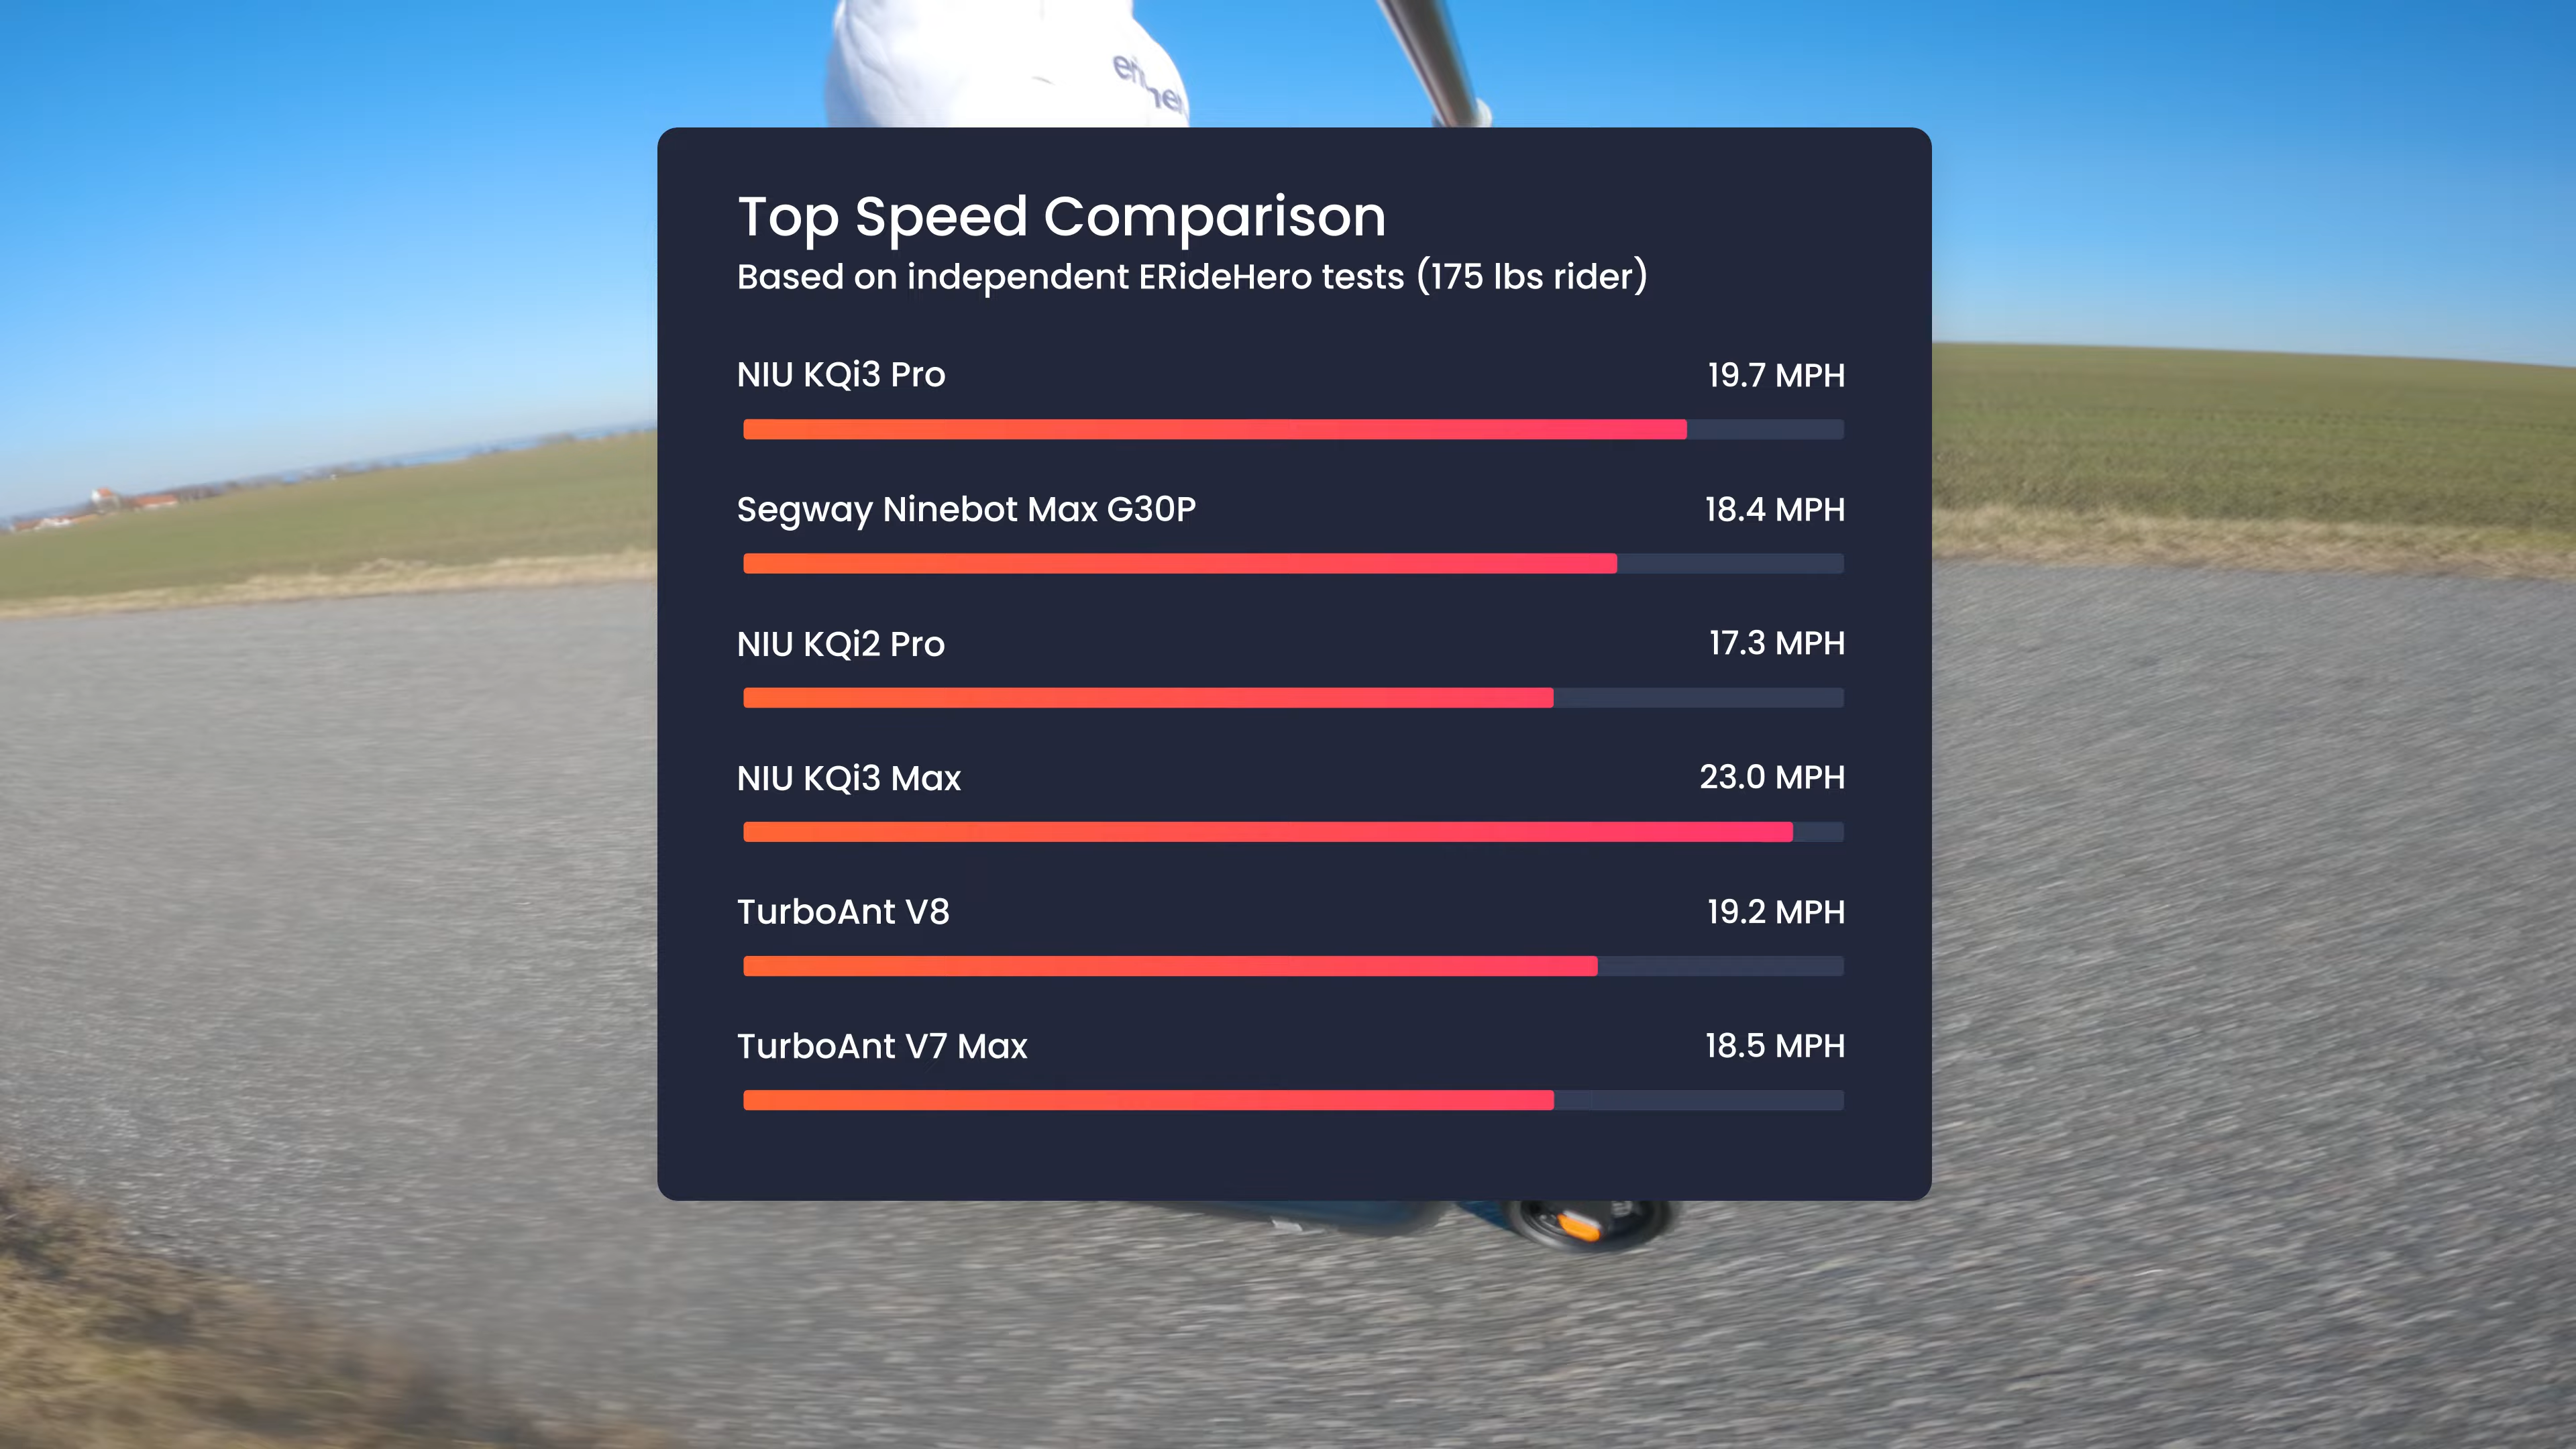 Top Speed Comparison
Based on independent ERideHero tests (175 lbs rider)
NIU KQi3 Pro 19.7 MPH
Segway Ninebot Max G30P 18.4 MPH
NIU KQi2 Pro 17.3 MPH
NIU KQi3 Max 23.0 MPH
TurboAnt V8 19.2 MPH
TurboAnt V7 Max 18.5 MPH